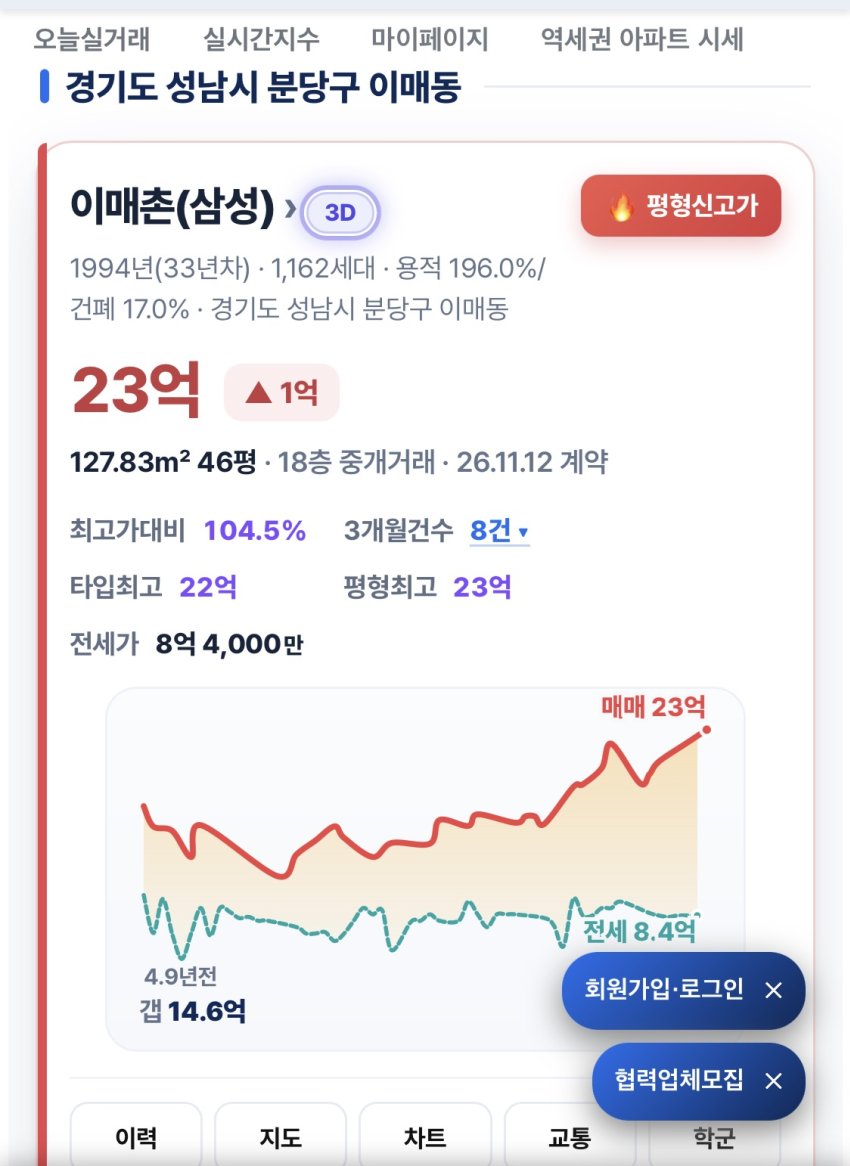 오늘실거래 실시간지수 마이페이지 역세권 아파트 시세
경기도 성남시 분당구 이매동
이매촌(삼성) › 3D 🔥 평형신고가
1994년(33년차) · 1,162세대 · 용적 196.0%/
건폐 17.0% · 경기도 성남시 분당구 이매동
23억 ▲ 1억
127.83m² 46평 · 18층 중개거래 · 26.11.12 계약
최고가대비 104.5% 3개월건수 8건 ▾
타입최고 22억 평형최고 23억
전세가 8억 4,000만
매매 23억
전세 8.4억
4.9년전
갭 14.6억
회원가입·로그인 ×
협력업체모집 ×
이력 지도 차트 교통 학군